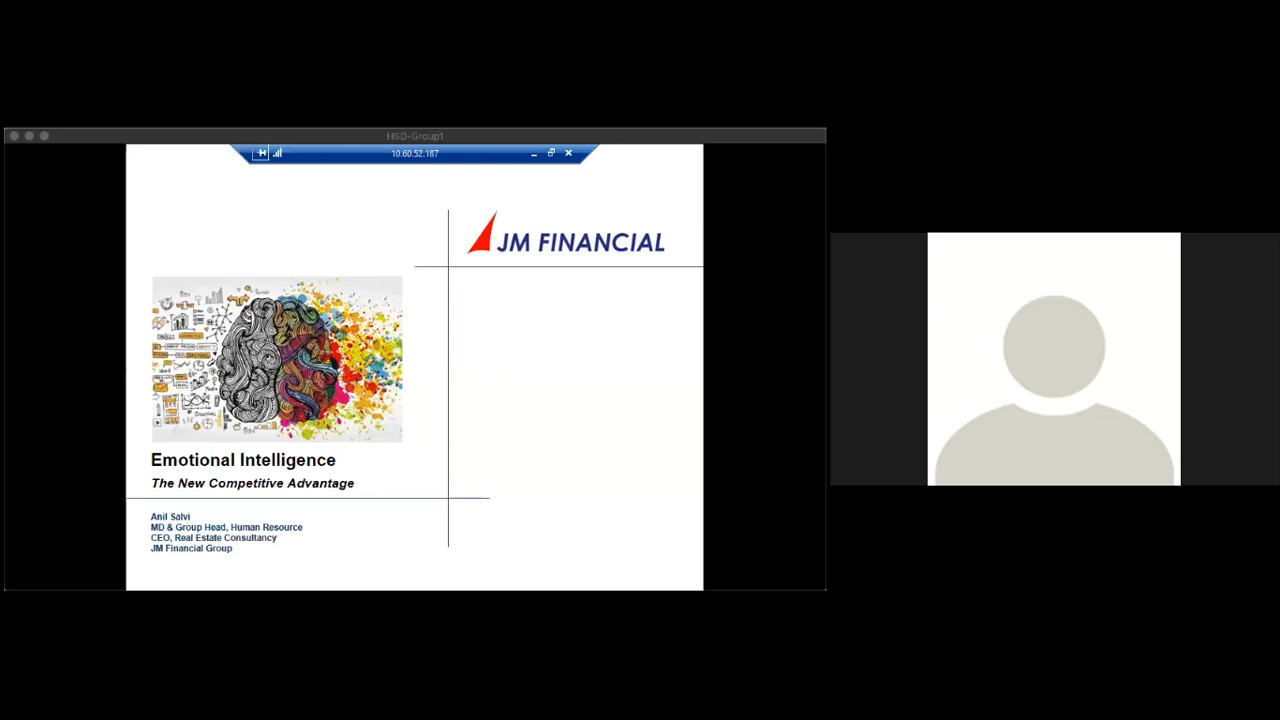 HSD-Group1
10.60.52.187
JM FINANCIAL
Emotional Intelligence
The New Competitive Advantage
Anil Salvi
MD & Group Head, Human Resource
CEO, Real Estate Consultancy
JM Financial Group